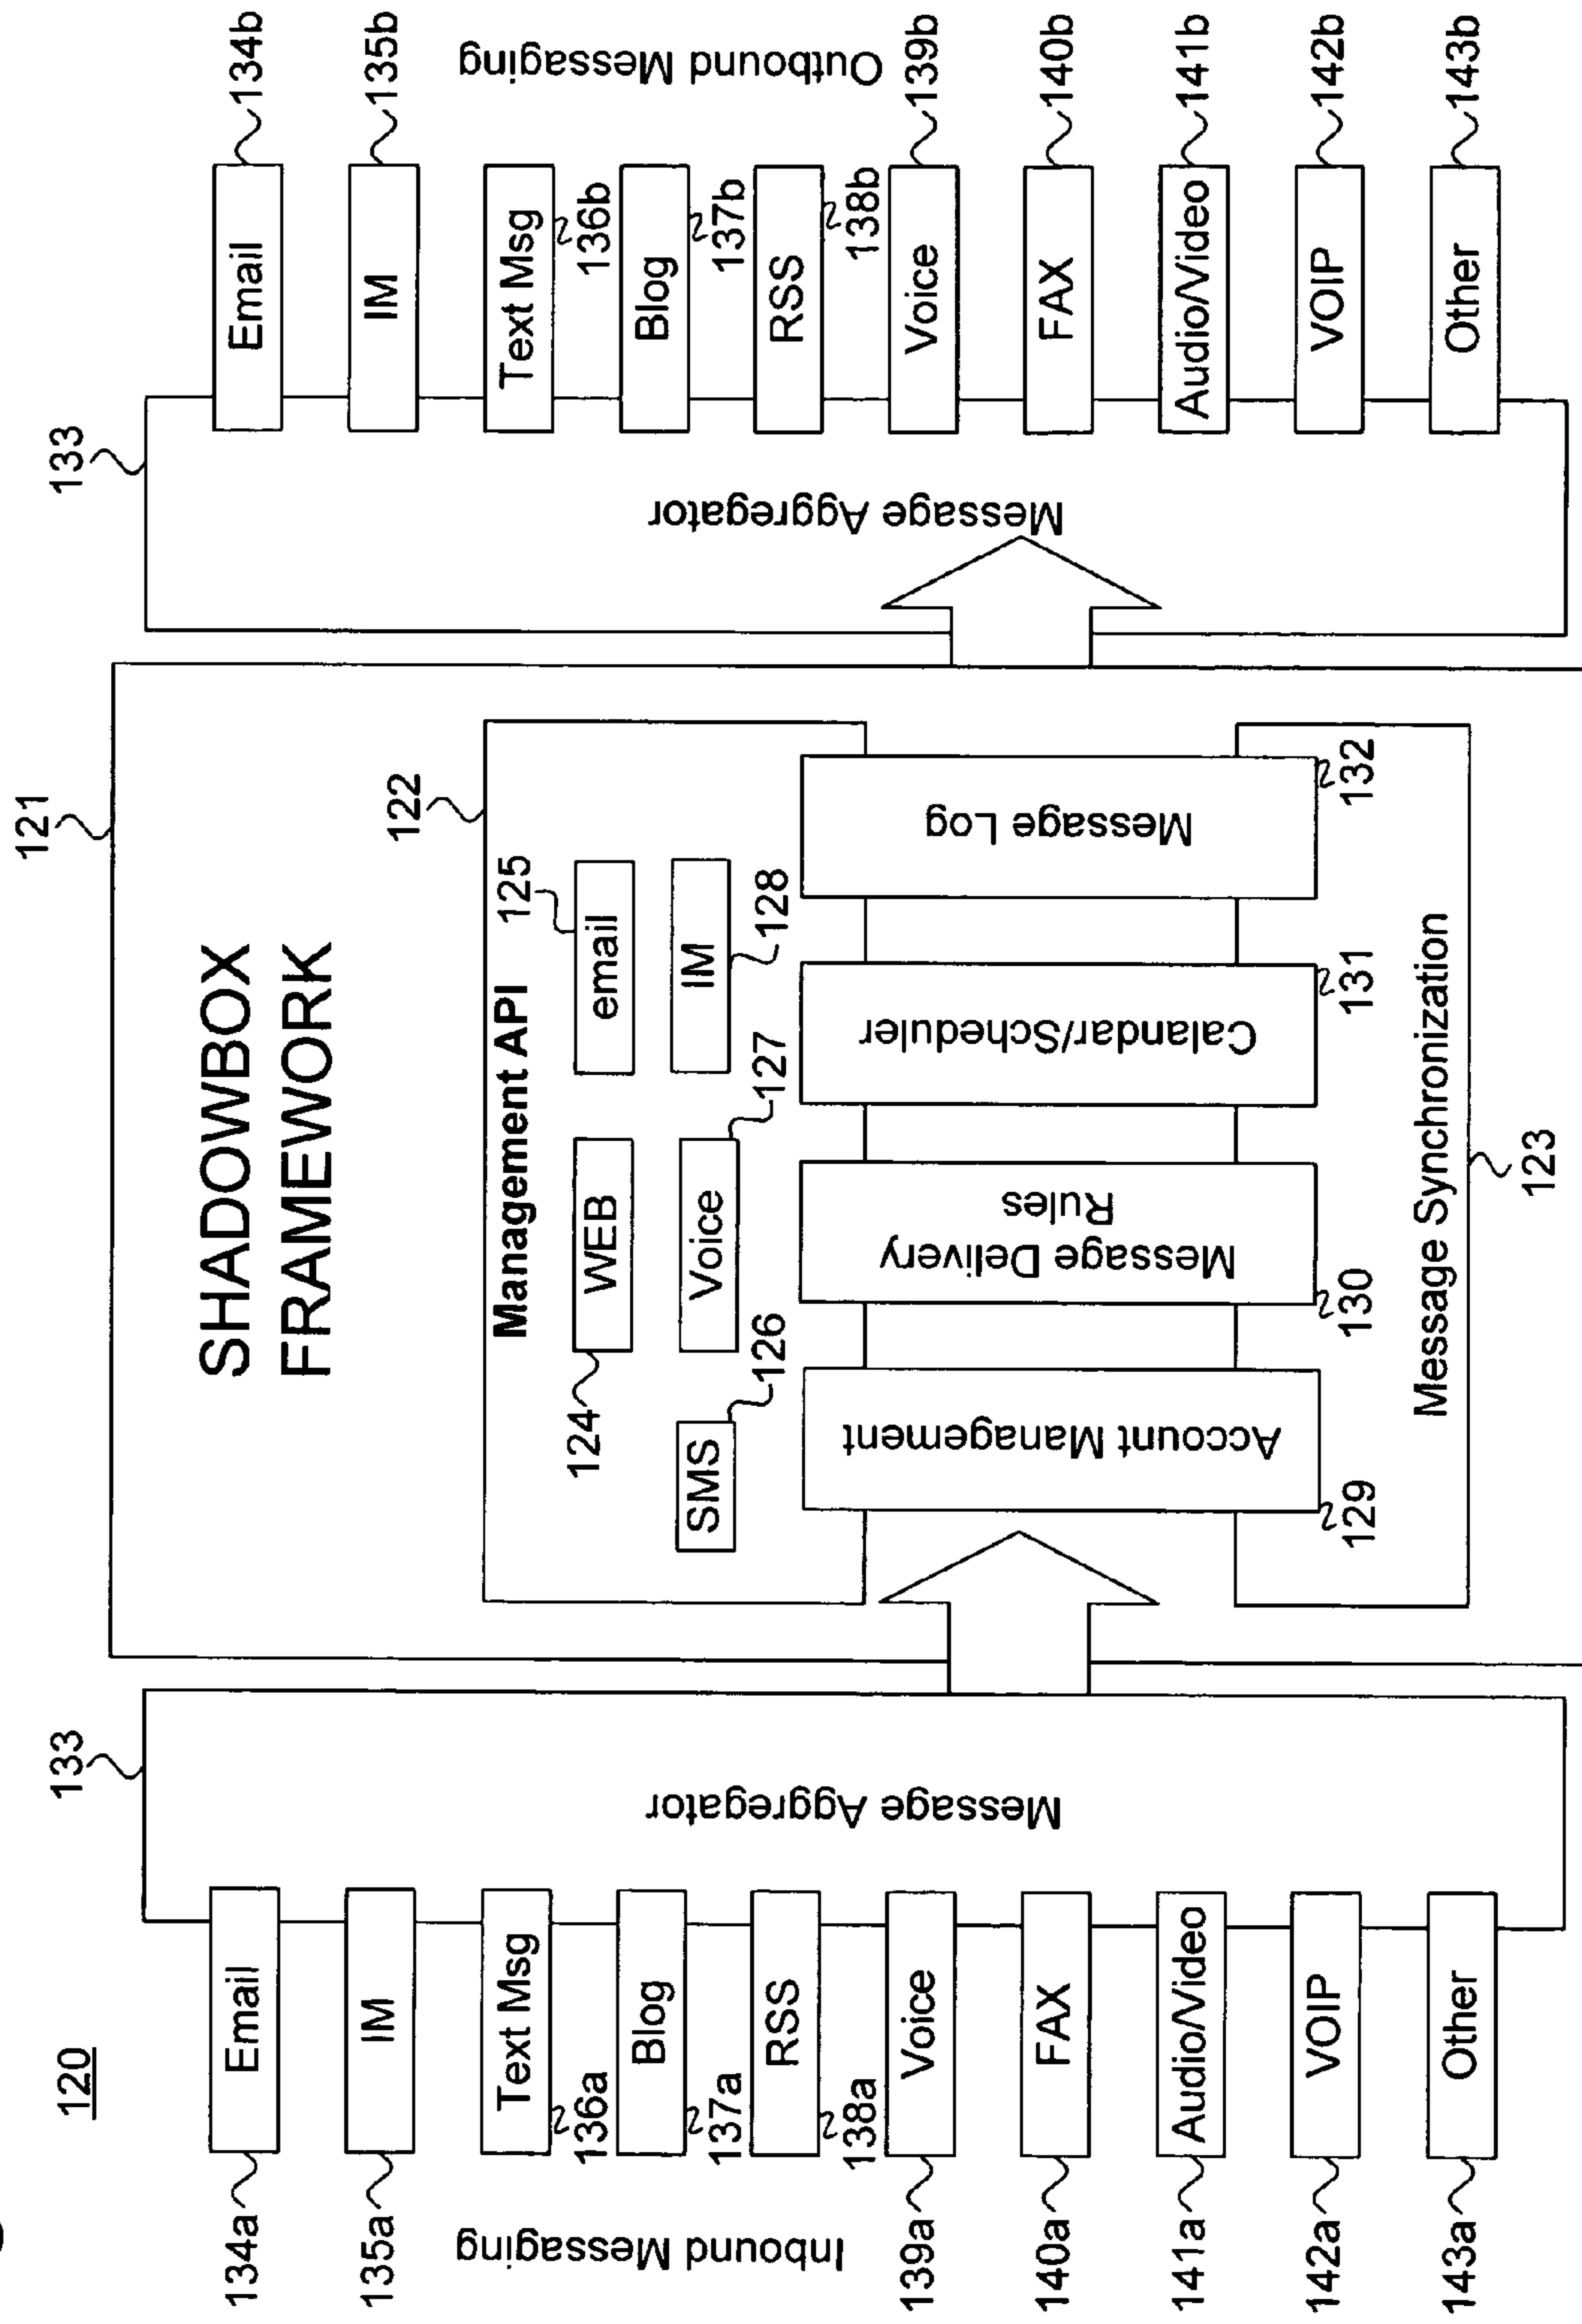 120
Inbound Messaging
134a
Email
135a
IM
Text Msg
136a
Blog
137a
RSS
138a
139a
Voice
140a
FAX
141a
Audio/Video
142a
VOIP
143a
Other
133
Message Aggregator
121
SHADOWBOX
FRAMEWORK
122
Management API
124
WEB
125
email
SMS
126
Voice
127
IM
128
Account Management
129
Message Delivery
Rules
130
Calandar/Scheduler
131
Message Log
132
Message Synchronization
123
133
Message Aggregator
Email
134b
IM
135b
Text Msg
136b
Blog
137b
RSS
138b
Voice
139b
FAX
140b
Audio/Video
141b
VOIP
142b
Other
143b
Outbound Messaging